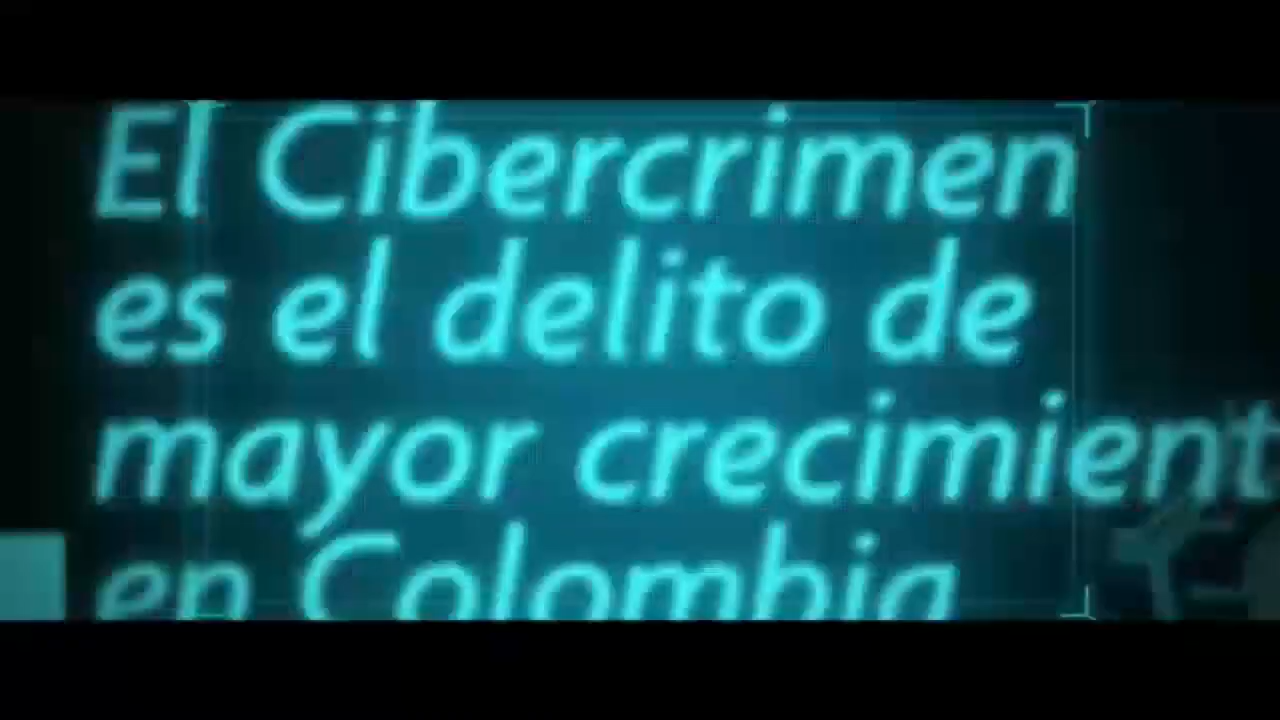 El Cibercrimen
es el delito de
mayor crecimient
en Colombia